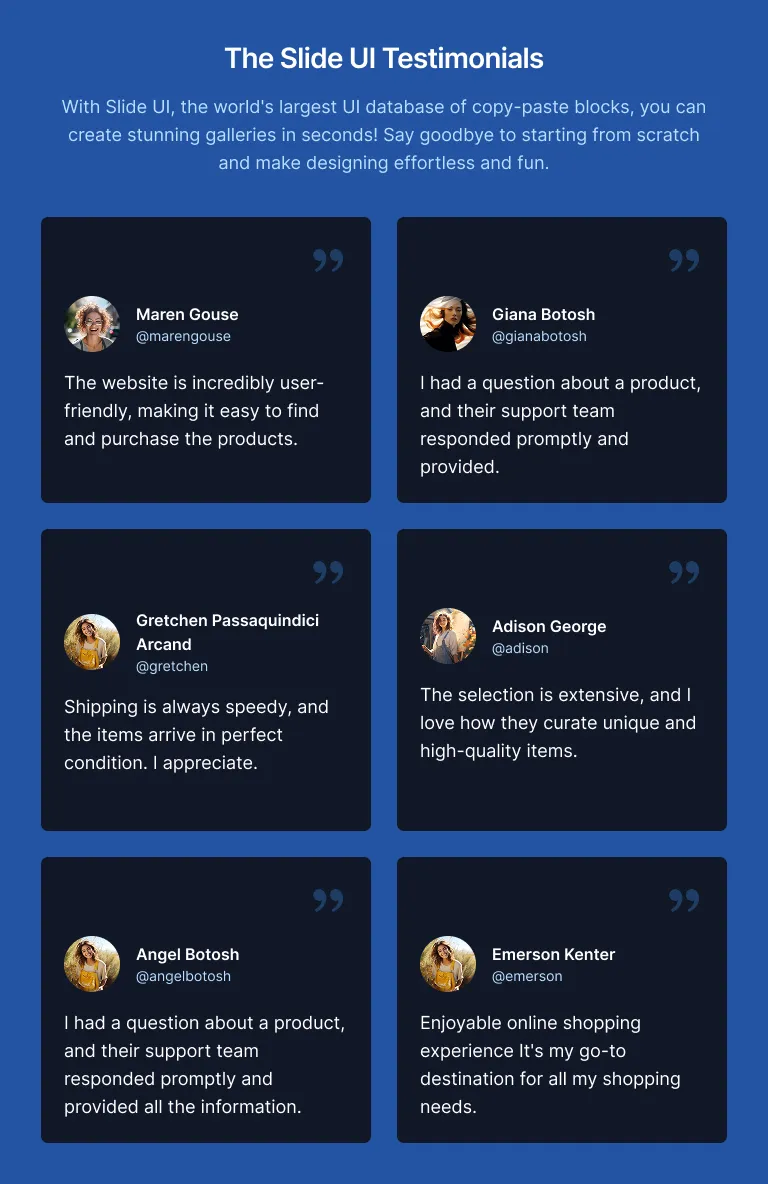 The Slide UI Testimonials
With Slide UI, the world's largest UI database of copy-paste blocks, you can
create stunning galleries in seconds! Say goodbye to starting from scratch
and make designing effortless and fun.
”
Maren Gouse
@marengouse
The website is incredibly user-
friendly, making it easy to find
and purchase the products.
”
Giana Botosh
@gianabotosh
I had a question about a product,
and their support team
responded promptly and
provided.
”
Gretchen Passaquindici
Arcand
@gretchen
Shipping is always speedy, and
the items arrive in perfect
condition. I appreciate.
”
Adison George
@adison
The selection is extensive, and I
love how they curate unique and
high-quality items.
”
Angel Botosh
@angelbotosh
I had a question about a product,
and their support team
responded promptly and
provided all the information.
”
Emerson Kenter
@emerson
Enjoyable online shopping
experience It's my go-to
destination for all my shopping
needs.